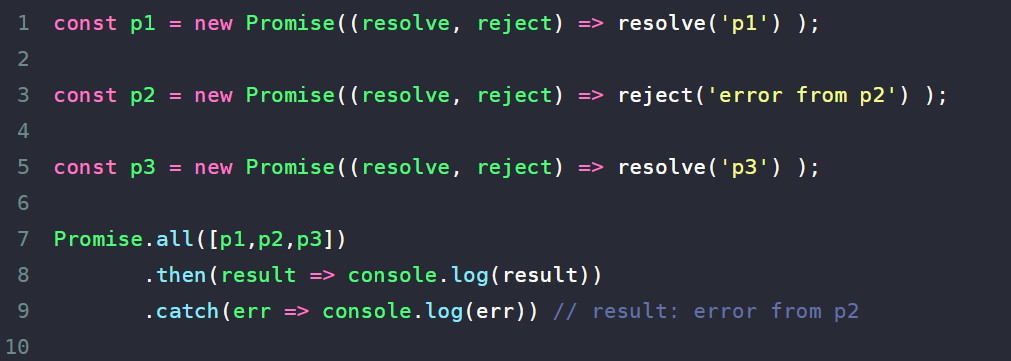 1 const p1 = new Promise((resolve, reject) => resolve('p1') );
2
3 const p2 = new Promise((resolve, reject) => reject('error from p2') );
4
5 const p3 = new Promise((resolve, reject) => resolve('p3') );
6
7 Promise.all([p1,p2,p3])
8 .then(result => console.log(result))
9 .catch(err => console.log(err)) // result: error from p2
10